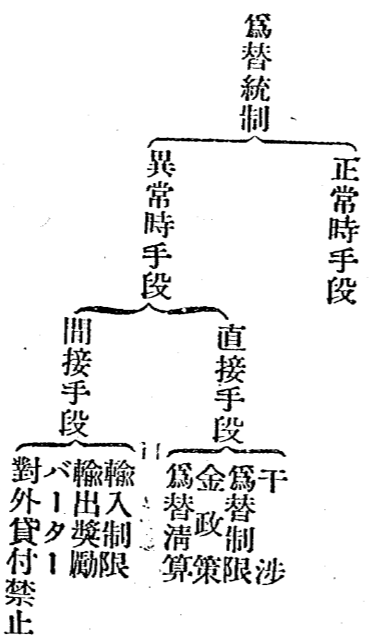 爲替統制
正常時手段
異常時手段
直接手段
干涉
爲替制限
金政策
爲替淸算
間接手段
輸入制限
輸出奬勵
バーター
對外貸付禁止